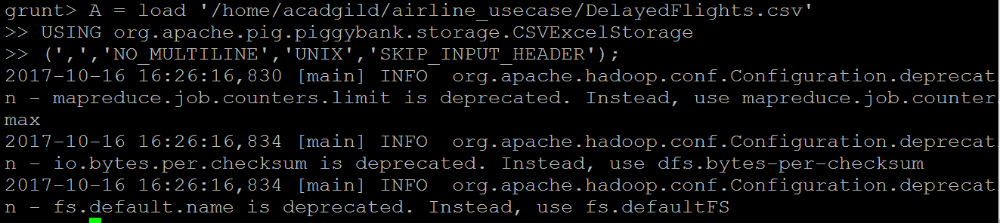 grunt> A = load '/home/acadgild/airline_usecase/DelayedFlights.csv'
>> USING org.apache.pig.piggybank.storage.CSVExcelStorage
>> (',','NO_MULTILINE','UNIX','SKIP_INPUT_HEADER');
2017-10-16 16:26:16,830 [main] INFO  org.apache.hadoop.conf.Configuration.deprecat
n - mapreduce.job.counters.limit is deprecated. Instead, use mapreduce.job.counter
max
2017-10-16 16:26:16,834 [main] INFO  org.apache.hadoop.conf.Configuration.deprecat
n - io.bytes.per.checksum is deprecated. Instead, use dfs.bytes-per-checksum
2017-10-16 16:26:16,834 [main] INFO  org.apache.hadoop.conf.Configuration.deprecat
n - fs.default.name is deprecated. Instead, use fs.defaultFS